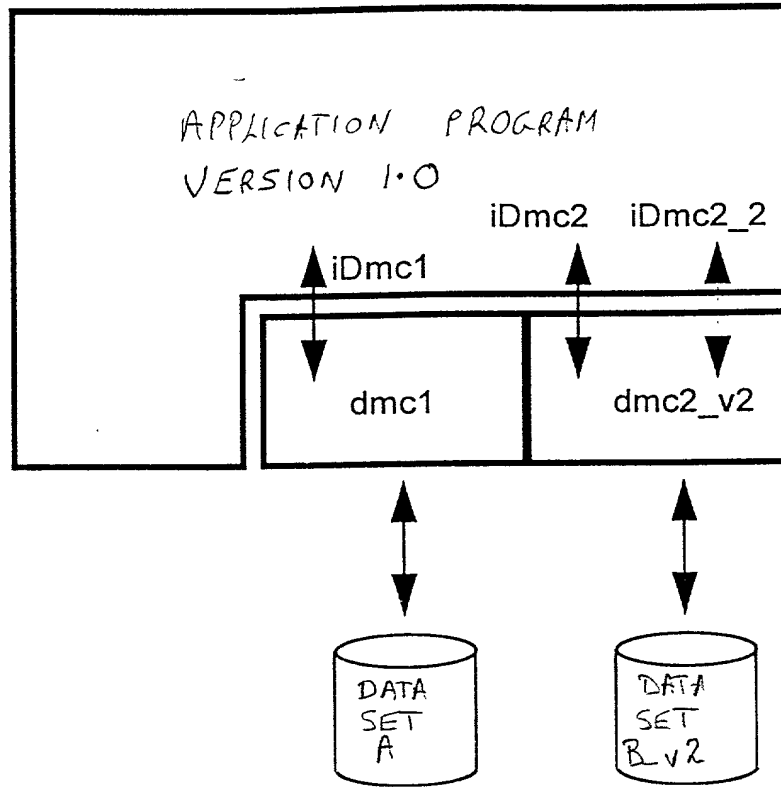 APPLICATION PROGRAM
VERSION 1.0
iDmc2 iDmc2_2
iDmc1
dmc1 dmc2_v2
DATA
SET
A
DATA
SET
B_v2